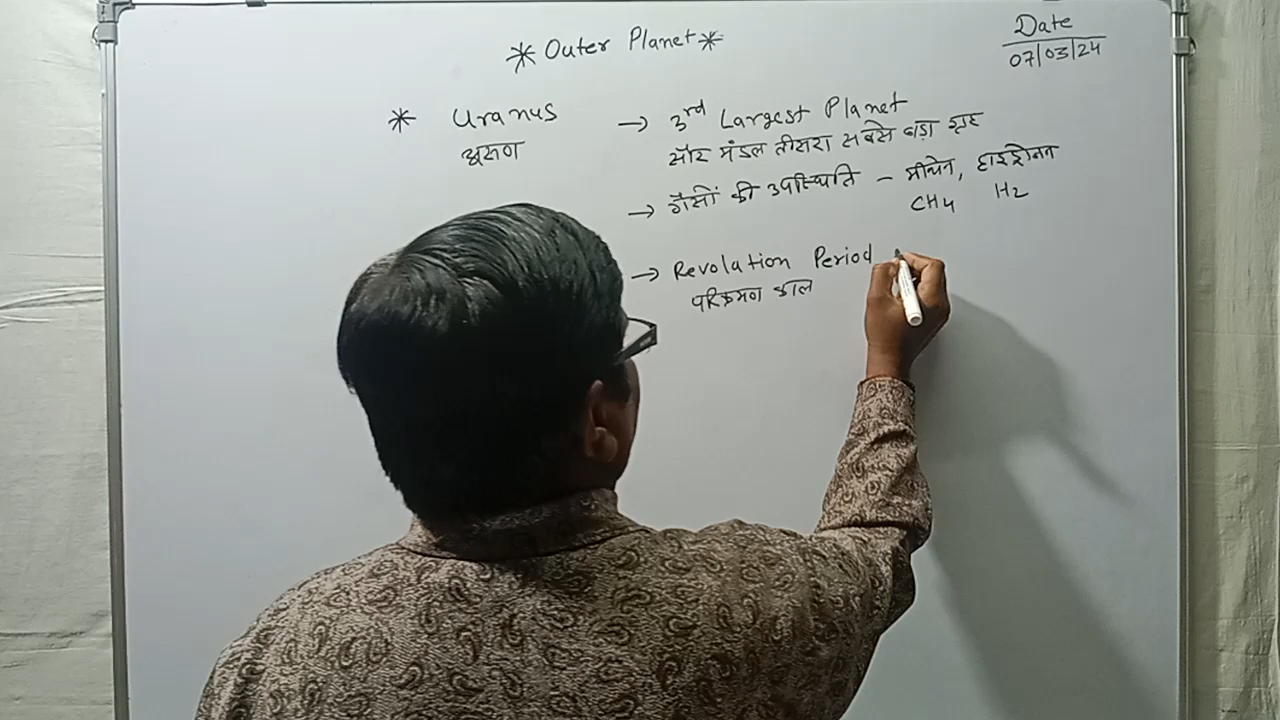 * Outer Planet *
Date
07/03/24
* Uranus
अरुण
→ 3rd Largest Planet
सौर मंडल तीसरा सबसे बड़ा ग्रह
→ गैसों की उपस्थिति - मीथेन, हाइड्रोजन
CH4 H2
→ Revolation Period
परिक्रमण काल